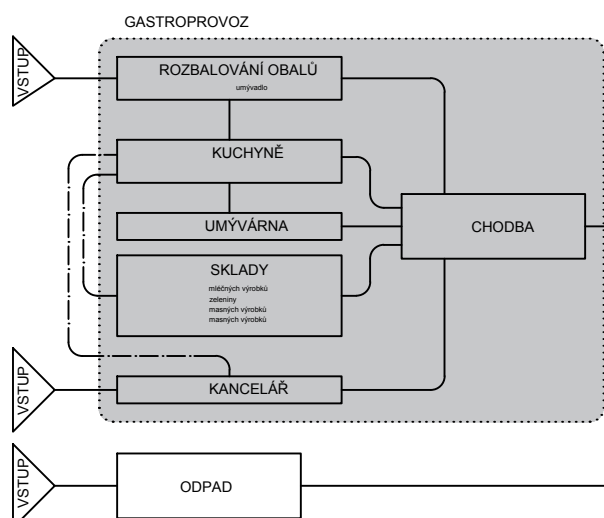 GASTROPROVOZ
VSTUP
ROZBALOVÁNÍ OBALŮ
umývadlo
KUCHYNĚ
UMÝVÁRNA
CHODBA
SKLADY
mléčných výrobků
zeleniny
masných výrobků
masných výrobků
VSTUP
KANCELÁŘ
VSTUP
ODPAD